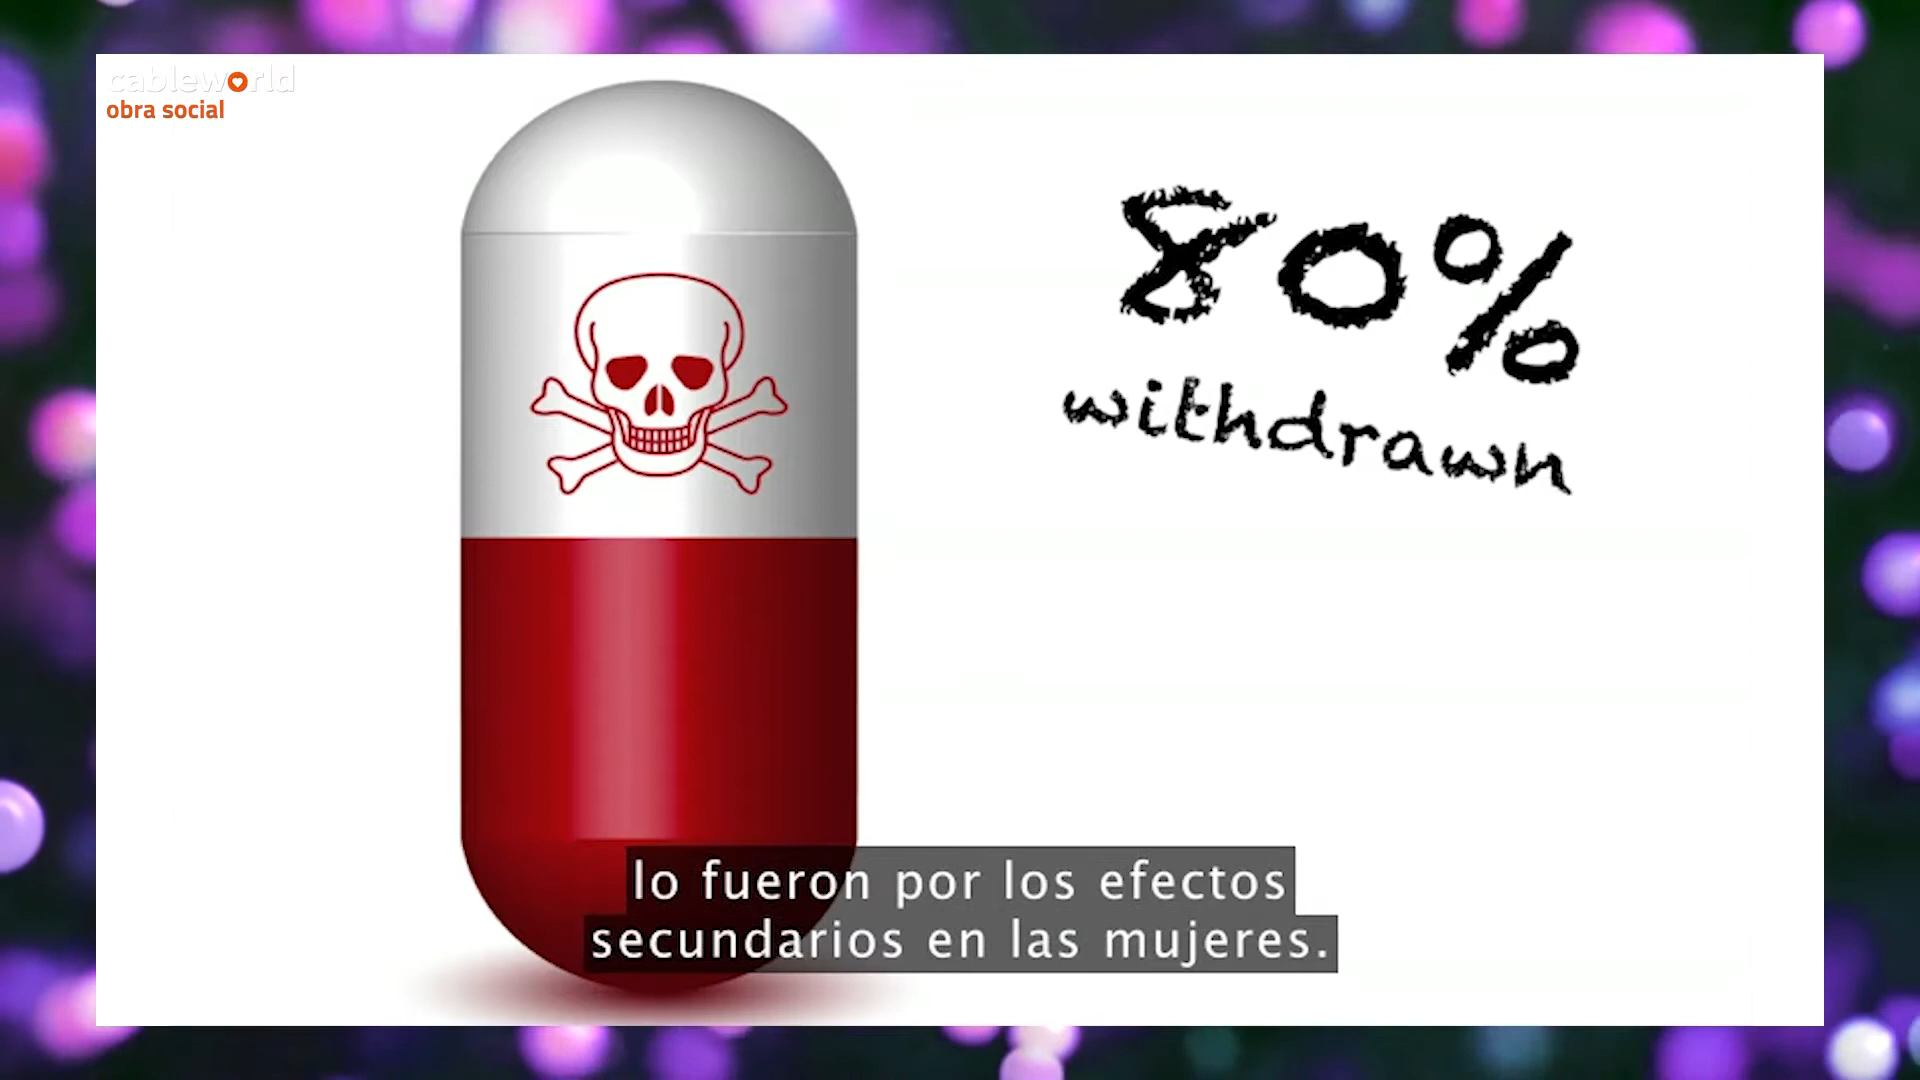 cableworld
obra social
80%
withdrawn
lo fueron por los efectos
secundarios en las mujeres.